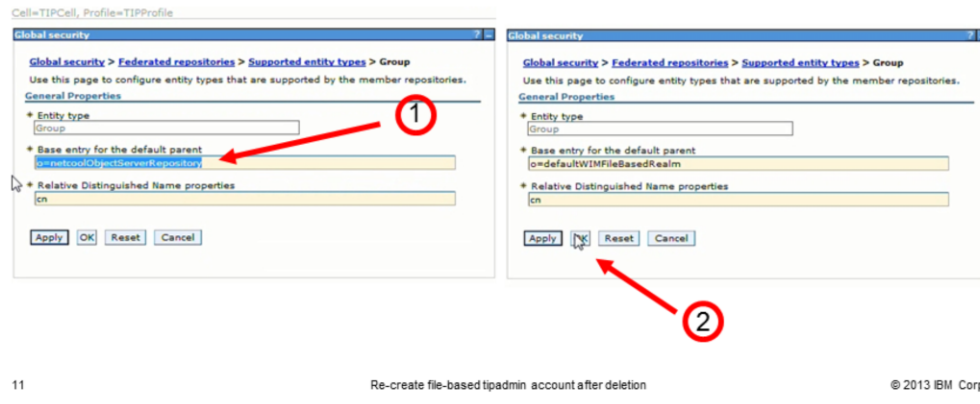 Cell=TIPCell, Profile=TIPProfile
Global security
? –
Global security > Federated repositories > Supported entity types > Group
Use this page to configure entity types that are supported by the member repositories.
General Properties
* Entity type
Group
* Base entry for the default parent
o=netcoolObjectServerRepository
* Relative Distinguished Name properties
cn
Apply OK Reset Cancel
1
Global security
?
Global security > Federated repositories > Supported entity types > Group
Use this page to configure entity types that are supported by the member repositories.
General Properties
* Entity type
Group
* Base entry for the default parent
o=defaultWIMFileBasedRealm
* Relative Distinguished Name properties
cn
Apply OK Reset Cancel
2
11
Re-create file-based tipadmin account after deletion
© 2013 IBM Corp